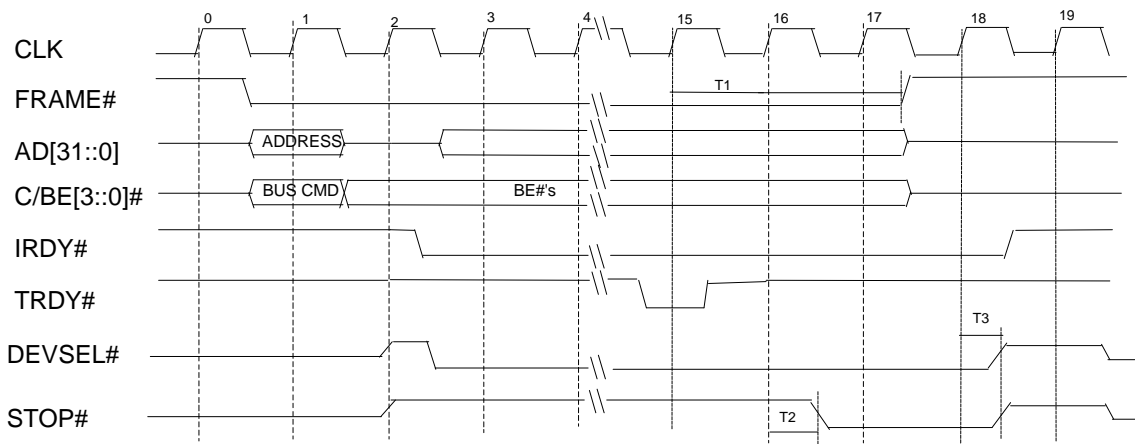 0 1 2 3 4 15 16 17 18 19
CLK
T1
FRAME#
AD[31::0] ADDRESS
C/BE[3::0]# BUS CMD BE#'s
IRDY#
TRDY#
T3
DEVSEL#
STOP#
T2